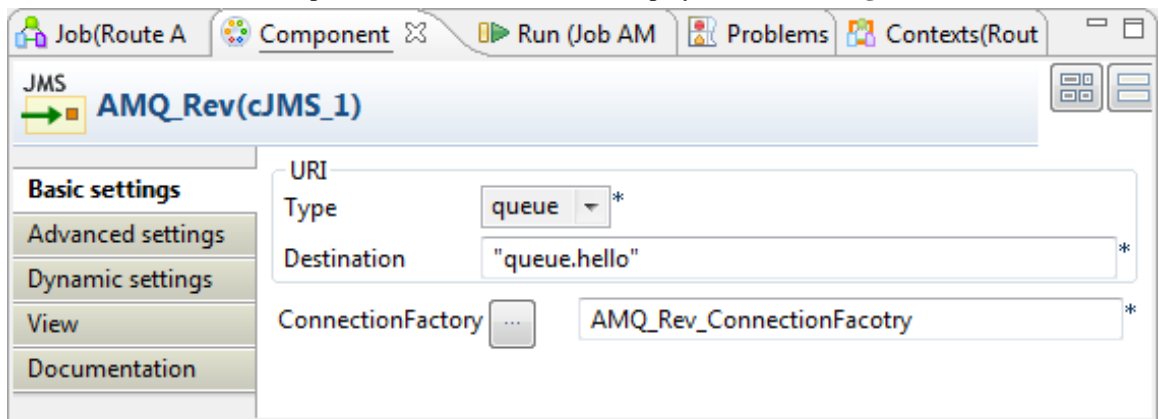 Job(Route A Component Run (Job AM Problems Contexts(Rout
JMS
AMQ_Rev(cJMS_1)
URI
Basic settings
Type queue *
Advanced settings
Destination "queue.hello" *
Dynamic settings
View
ConnectionFactory ... AMQ_Rev_ConnectionFacotry *
Documentation